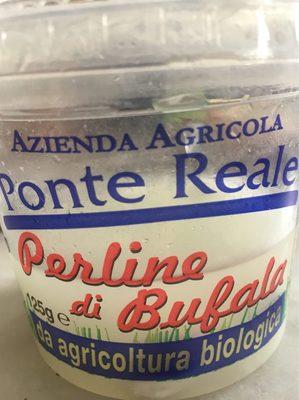 AZIENDA AGRICOLA
Ponte Reale
Perline
125g e di Bufala
da agricoltura biologica